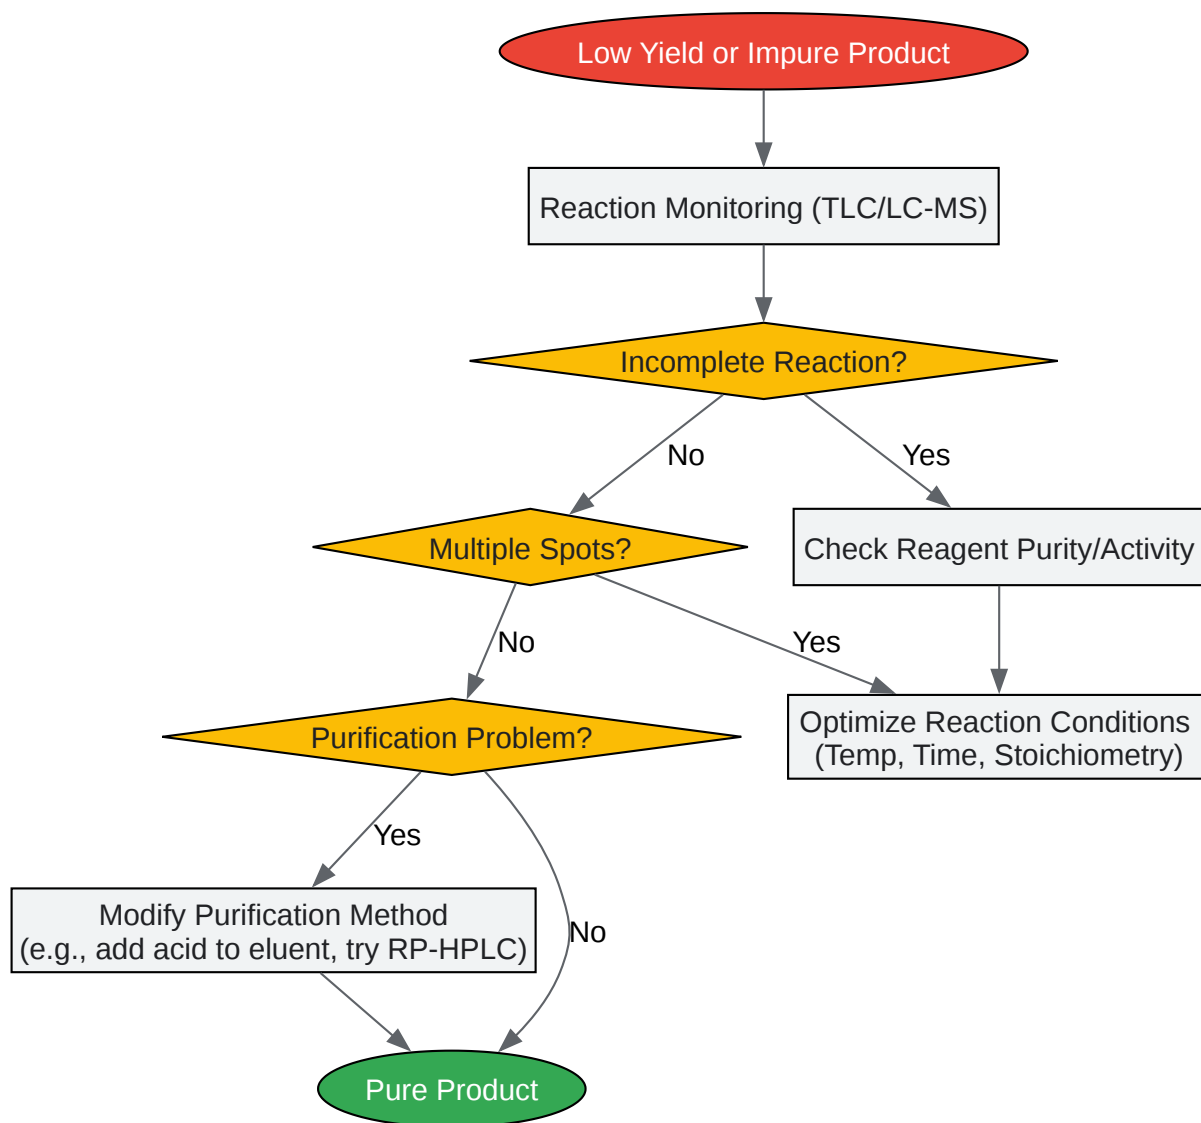 Low Yield or Impure Product
Reaction Monitoring (TLC/LC-MS)
Incomplete Reaction?
No
Yes
Multiple Spots?
Check Reagent Purity/Activity
No
Yes
Purification Problem?
Optimize Reaction Conditions
(Temp, Time, Stoichiometry)
Yes
Modify Purification Method
(e.g., add acid to eluent, try RP-HPLC)
No
Pure Product